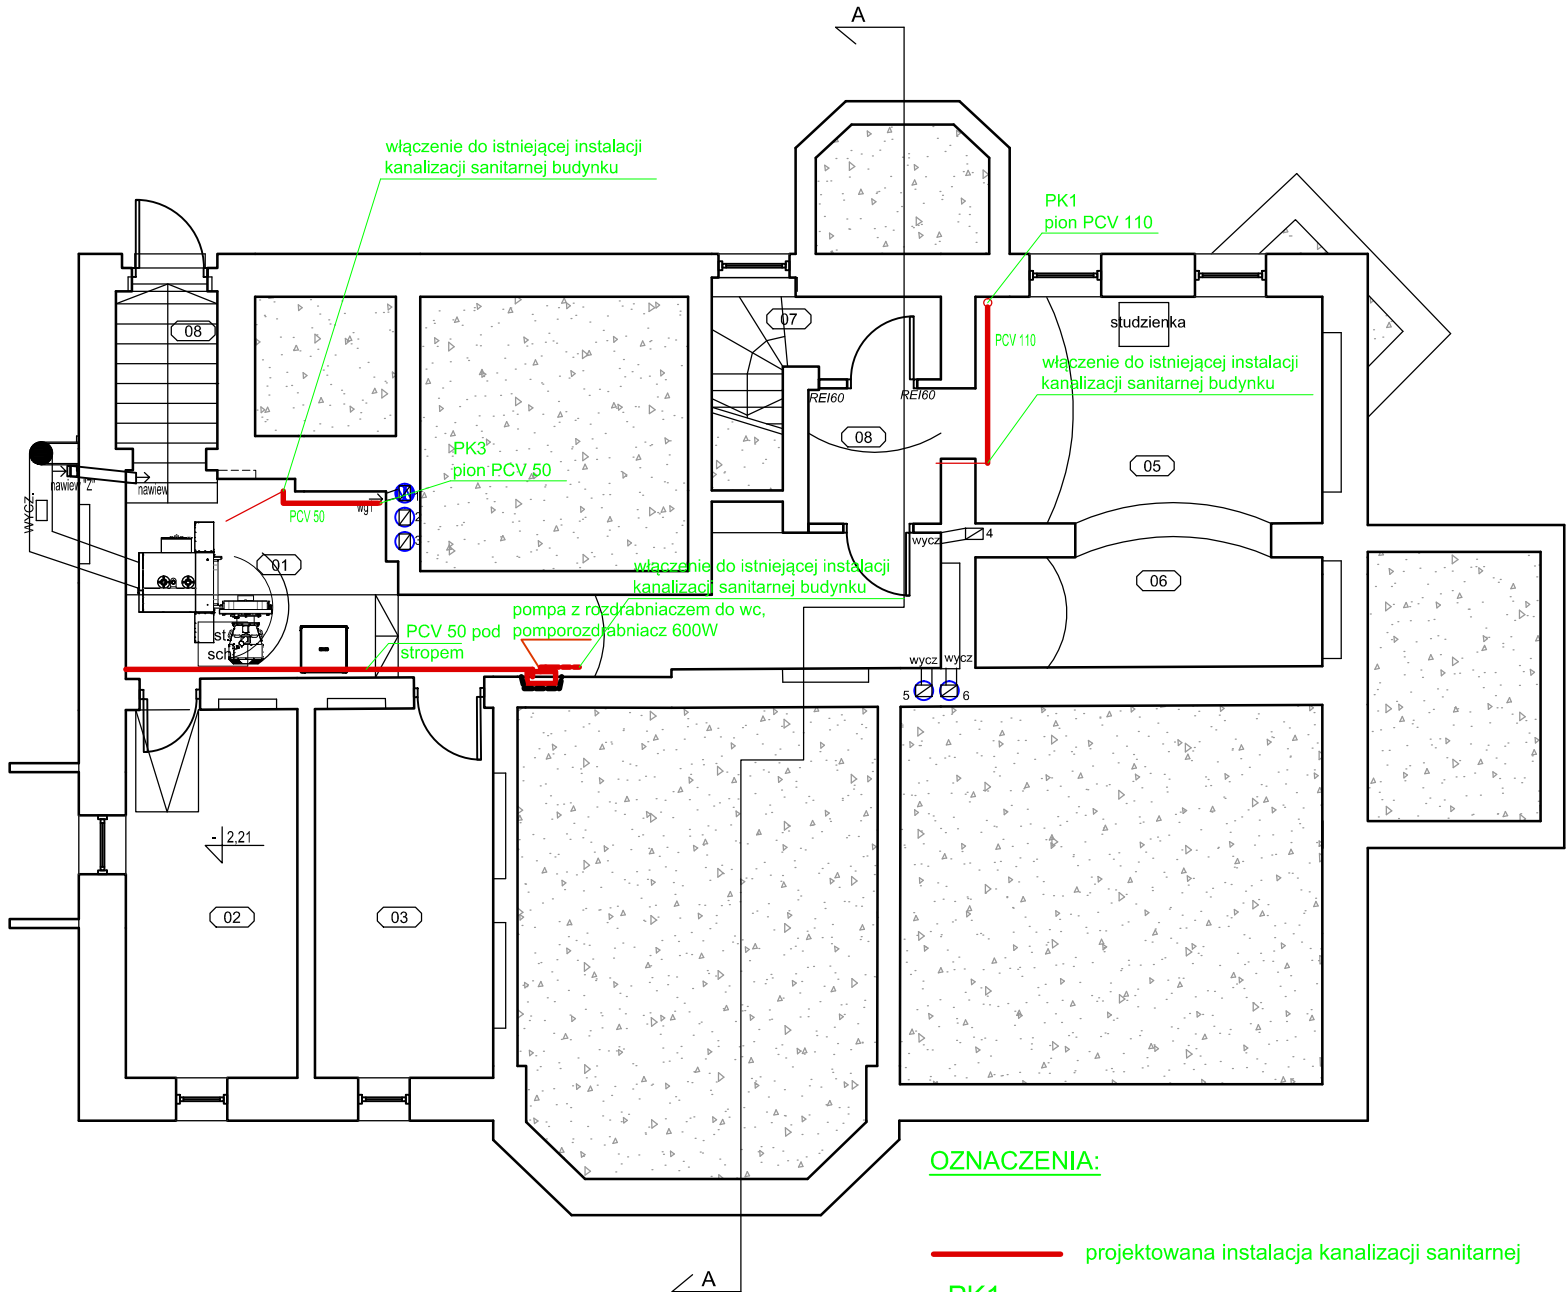 A
włączenie do istniejącej instalacji
kanalizacji sanitarnej budynku
PK1
pion PCV 110
08
07
studzienka
PCV 110
włączenie do istniejącej instalacji
kanalizacji sanitarnej budynku
REI60
REI60
08
05
PK3
pion PCV 50
nawiew "Z"
nawiew
WYCZ.
PCV 50
wg1
1
2
3
wycz
4
01
06
włączenie do istniejącej instalacji
kanalizacji sanitarnej budynku
pompa z rozdrabniaczem do wc,
pomporozdrabniacz 600W
PCV 50 pod
stropem
st.
sch
wycz
wycz
5
6
- 2,21
02
03
OZNACZENIA:
projektowana instalacja kanalizacji sanitarnej
A
PK1